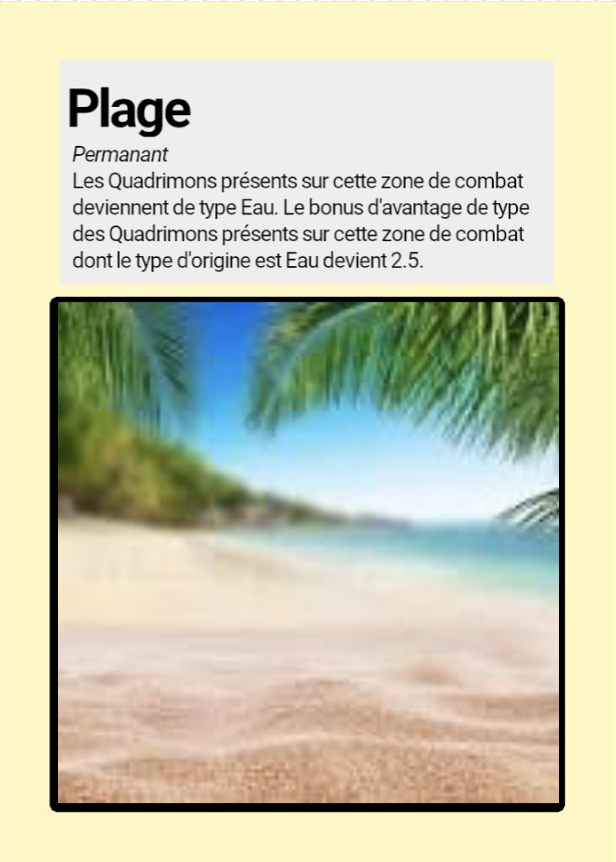 Plage
Permanant
Les Quadrimons présents sur cette zone de combat
deviennent de type Eau. Le bonus d'avantage de type
des Quadrimons présents sur cette zone de combat
dont le type d'origine est Eau devient 2.5.